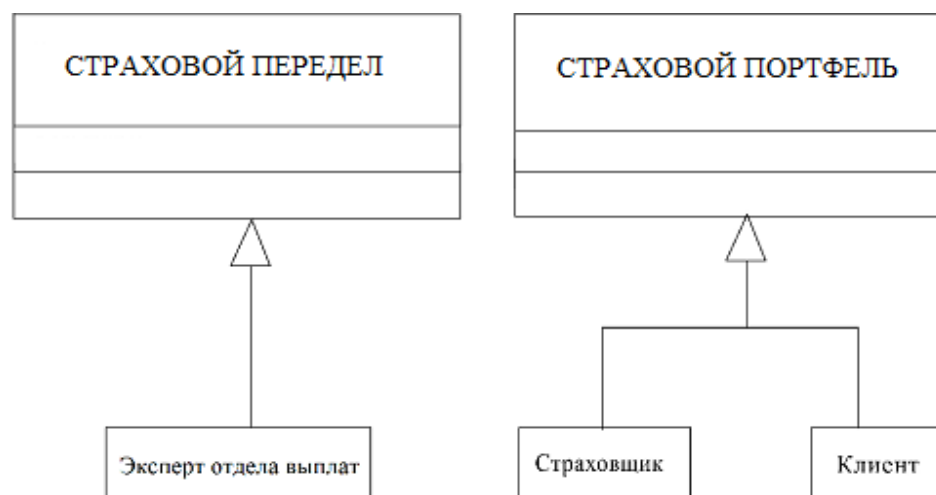 СТРАХОВОЙ ПЕРЕДЕЛ
СТРАХОВОЙ ПОРТФЕЛЬ
Эксперт отдела выплат
Страховщик
Клиент